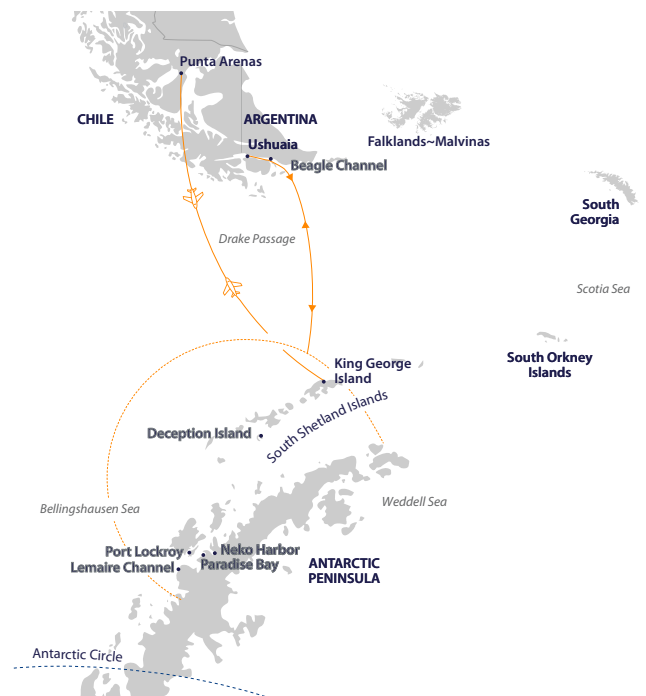 Punta Arenas
CHILE
ARGENTINA
Falklands~Malvinas
Ushuaia
Beagle Channel
South
Georgia
Drake Passage
Scotia Sea
King George
Island
South Orkney
Islands
South Shetland Islands
Deception Island
Bellingshausen Sea
Weddell Sea
Port Lockroy
Neko Harbor
Lemaire Channel
Paradise Bay
ANTARCTIC
PENINSULA
Antarctic Circle